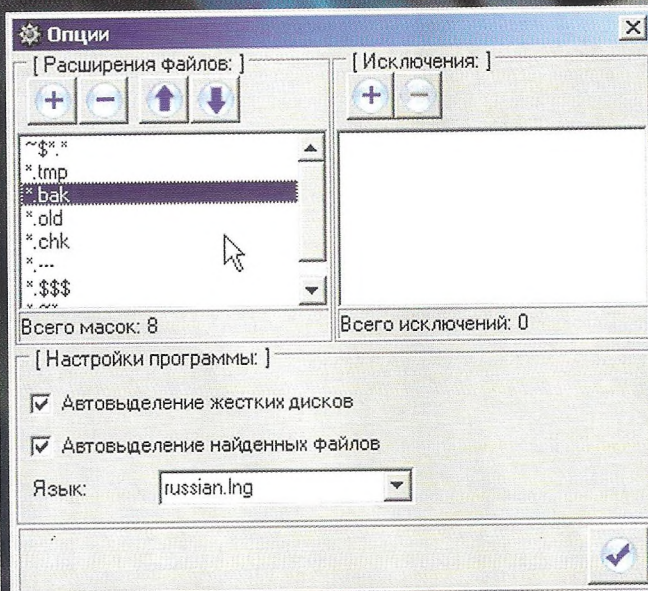 Опции
[ Расширения файлов: ]
~$*.*
*.tmp
*.bak
*.old
*.chk
*.---
*.$$$
Всего масок: 8
[ Исключения: ]
Всего исключений: 0
[ Настройки программы: ]
Автовыделение жестких дисков
Автовыделение найденных файлов
Язык:
russian.lng